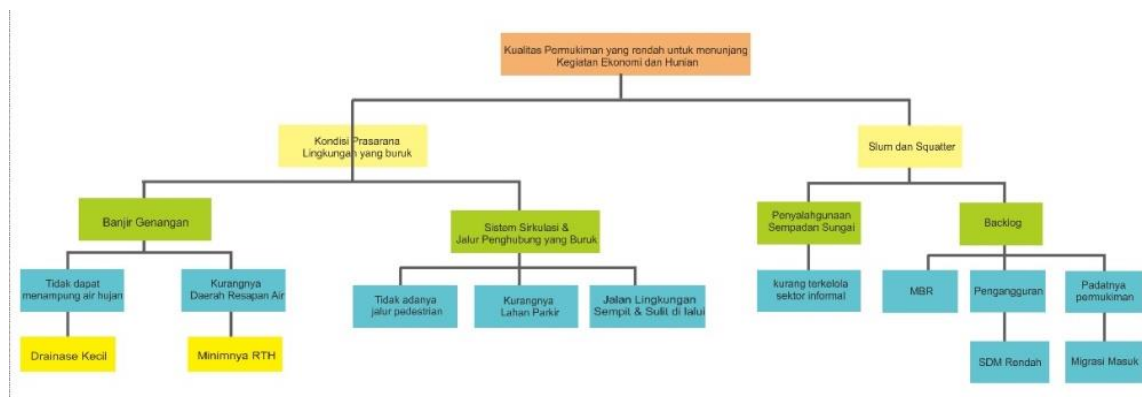 Kualitas Permukiman yang rendah untuk menunjang
Kegiatan Ekonomi dan Hunian
Kondisi Prasarana
Lingkungan yang buruk
Slum dan Squatter
Banjir Genangan
Sistem Sirkulasi &
Jalur Penghubung yang Buruk
Penyalahgunaan
Sempadan Sungai
Backlog
Tidak dapat
menampung air hujan
Kurangnya
Daerah Resapan Air
Tidak adanya
jalur pedestrian
Kurangnya
Lahan Parkir
Jalan Lingkungan
Sempit & Sulit di lalui
kurang terkelola
sektor informal
MBR
Pengangguran
Padatnya
permukiman
Drainase Kecil
Minimnya RTH
SDM Rendah
Migrasi Masuk